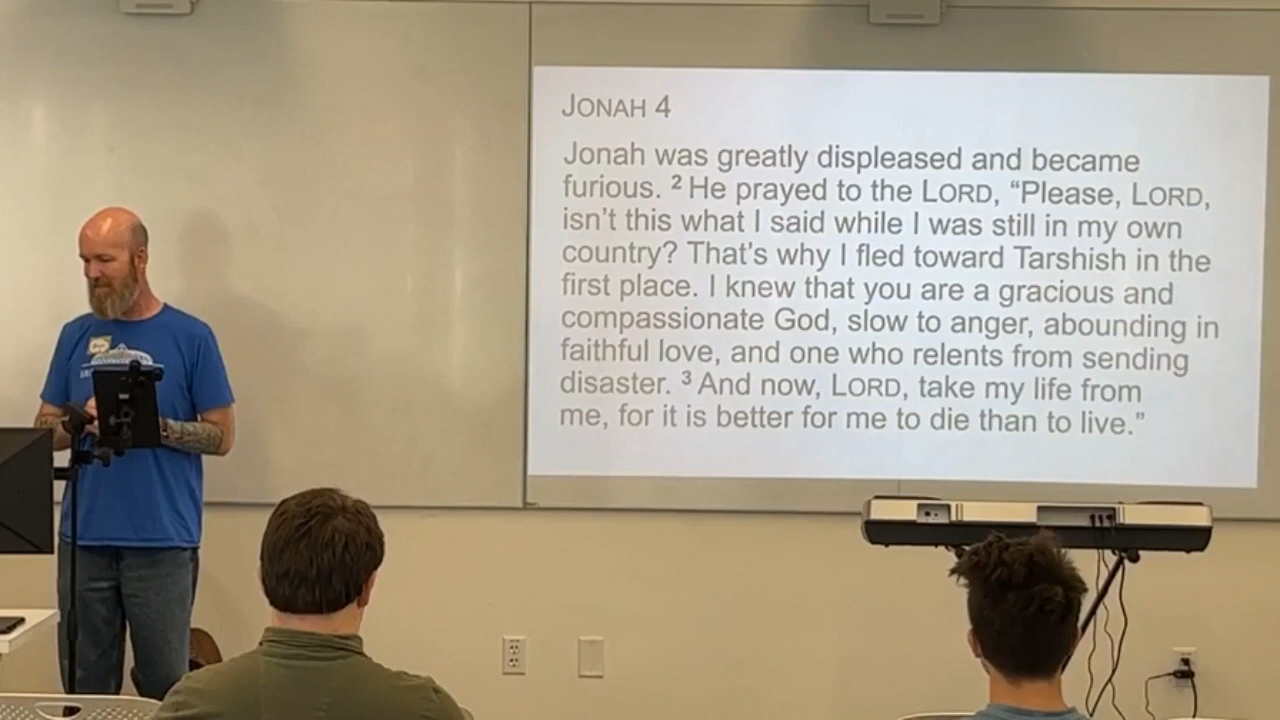 JONAH 4
Jonah was greatly displeased and became
furious. ² He prayed to the LORD, “Please, LORD,
isn’t this what I said while I was still in my own
country? That’s why I fled toward Tarshish in the
first place. I knew that you are a gracious and
compassionate God, slow to anger, abounding in
faithful love, and one who relents from sending
disaster. ³ And now, LORD, take my life from
me, for it is better for me to die than to live.”